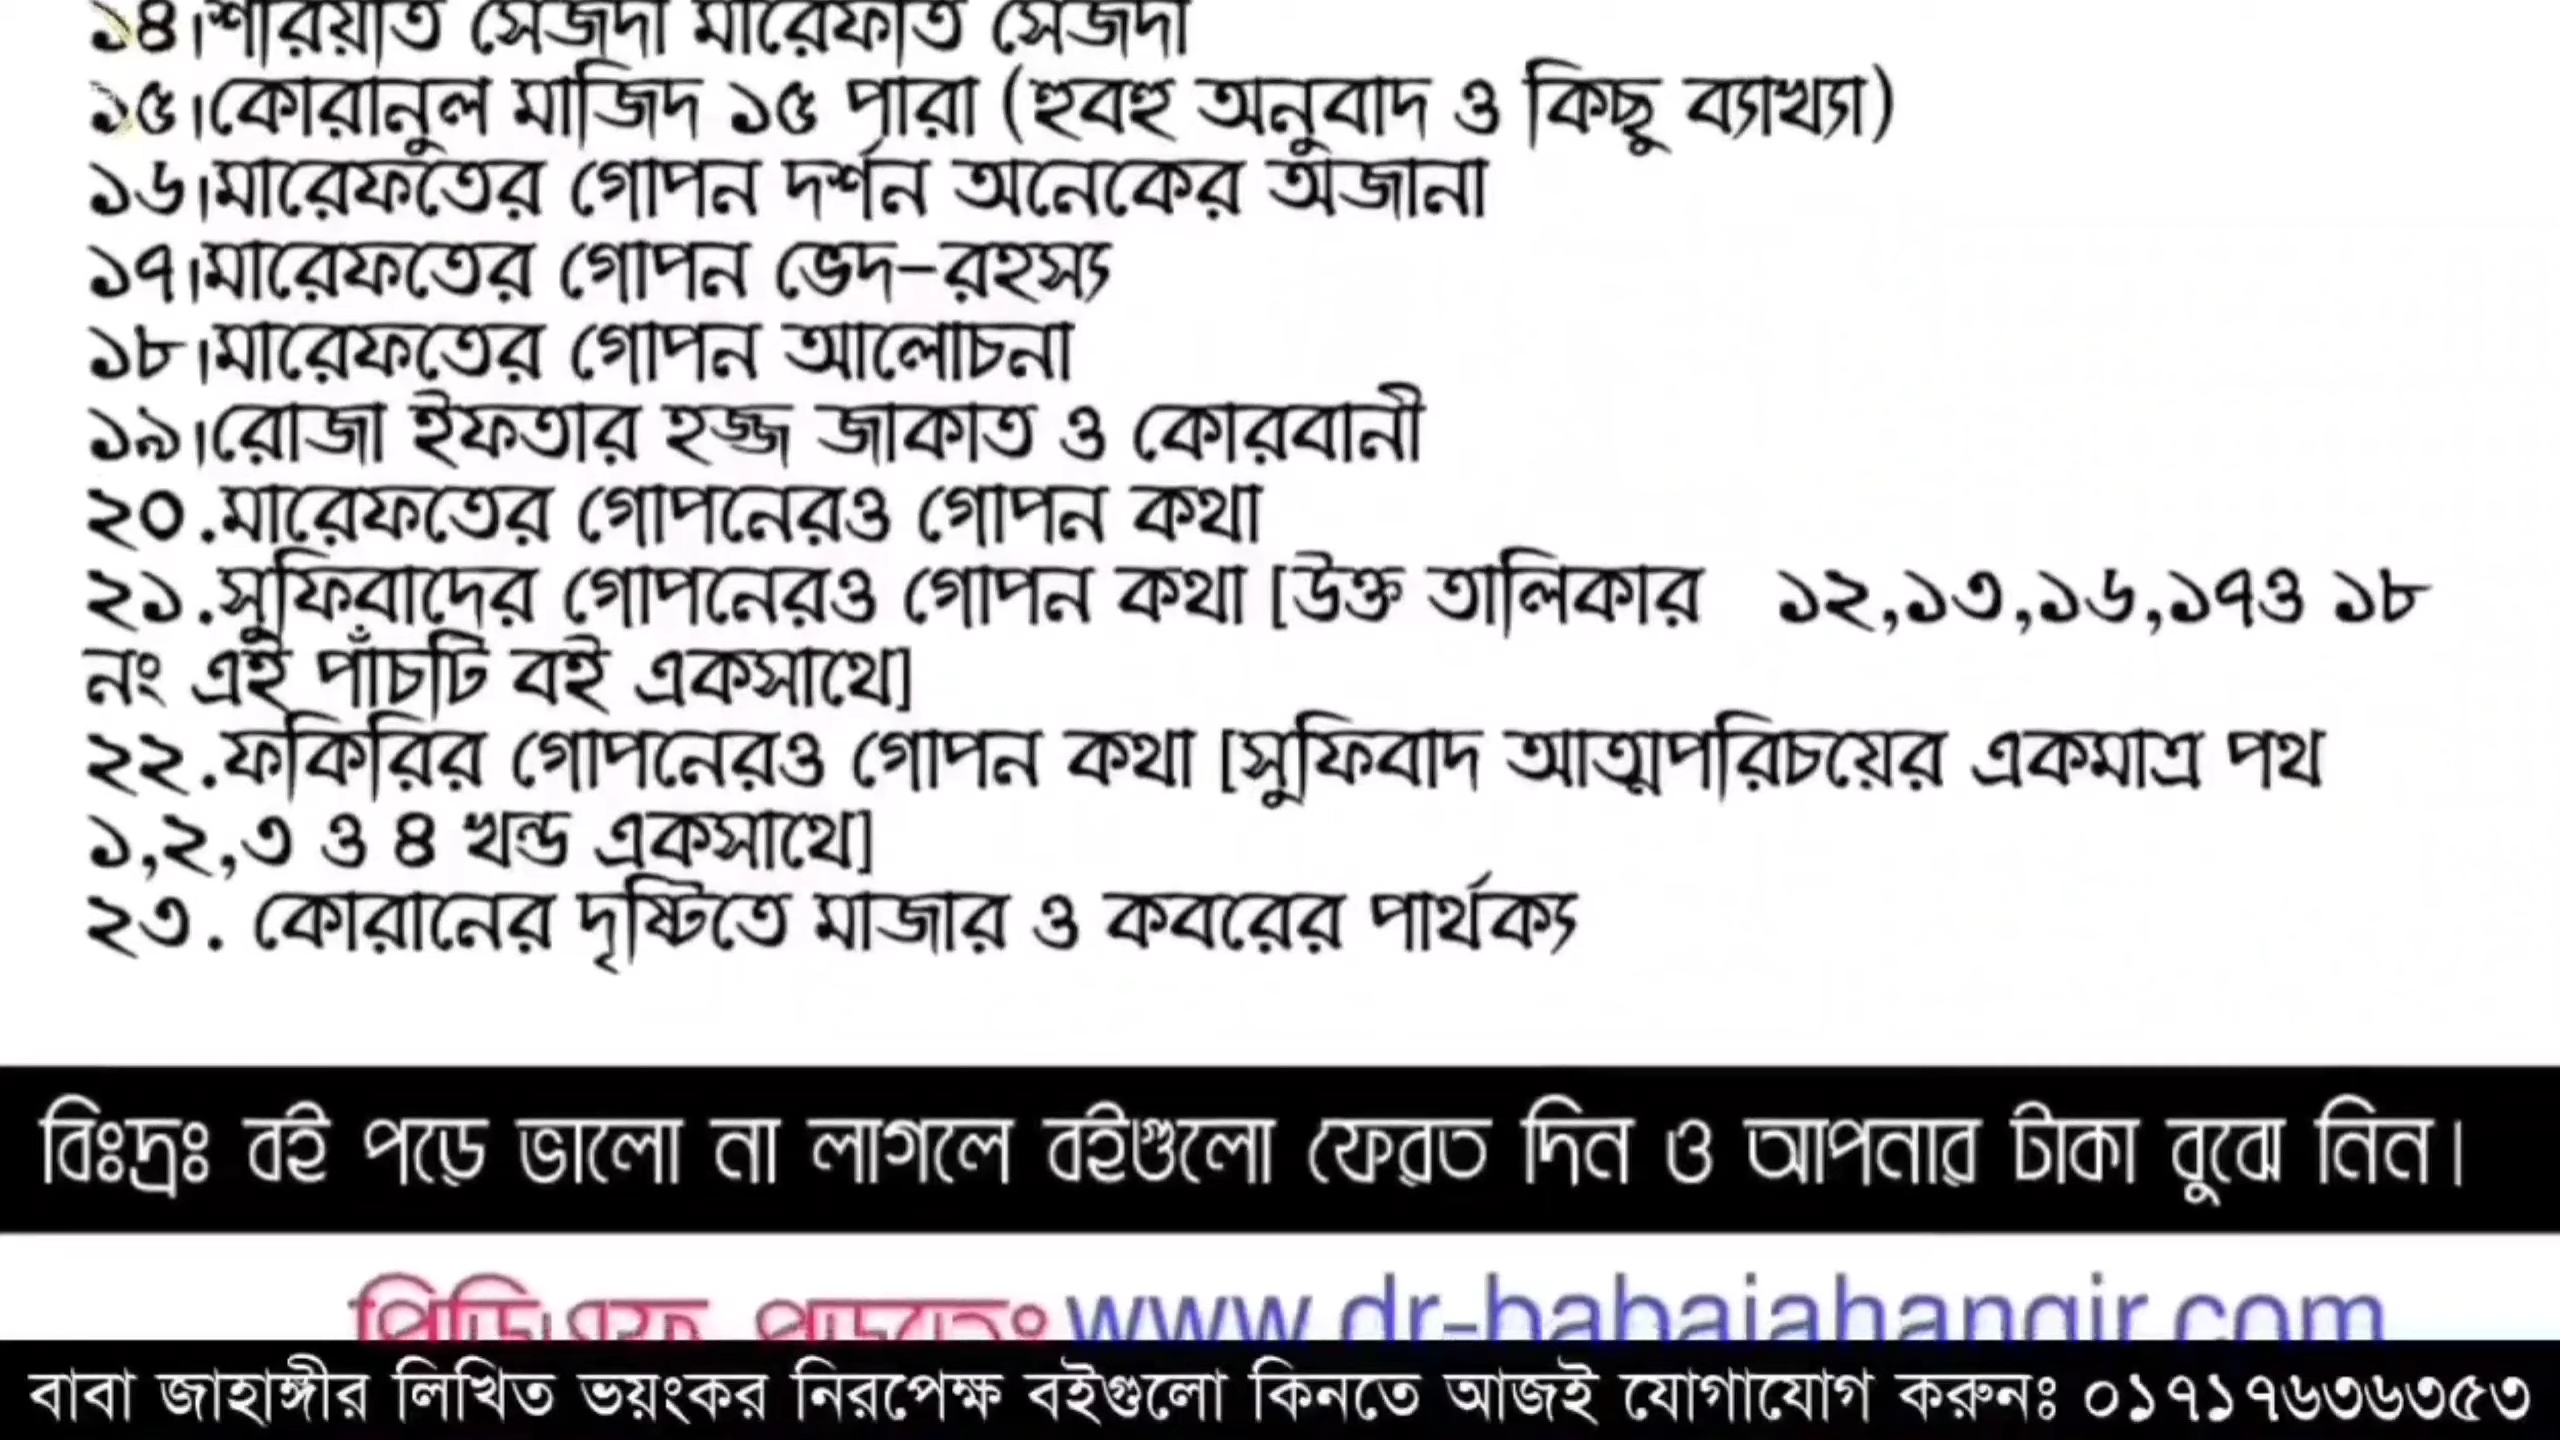 ১৪।শারিয়াত সেজদা মারেফাত সেজদা
১৫।কোরানুল মাজিদ ১৫ পারা (হুবহু অনুবাদ ও কিছু ব্যাখ্যা)
১৬।মারেফতের গোপন দর্শন অনেকের অজানা
১৭।মারেফতের গোপন ভেদ-রহস্য
১৮।মারেফতের গোপন আলোচনা
১৯।রোজা ইফতার হজ্জ জাকাত ও কোরবানী
২০.মারেফতের গোপনেরও গোপন কথা
২১.সুফিবাদের গোপনেরও গোপন কথা [উক্ত তালিকার ১২,১৩,১৬,১৭ও ১৮
নং এই পাঁচটি বই একসাথে]
২২.ফকিরির গোপনেরও গোপন কথা [সুফিবাদ আত্মপরিচয়ের একমাত্র পথ
১,২,৩ ও ৪ খন্ড একসাথে]
২৩. কোরানের দৃষ্টিতে মাজার ও কবরের পার্থক্য
বিঃদ্রঃ বই পড়ে ভালো না লাগলে বইগুলো ফেরত দিন ও আপনার টাকা বুঝে নিন।
পিডিএফ পড়তেঃ www.dr-babajahangir.com
বাবা জাহাঙ্গীর লিখিত ভয়ংকর নিরপেক্ষ বইগুলো কিনতে আজই যোগাযোগ করুনঃ ০১৭১৭৬৩৬৩৫৩